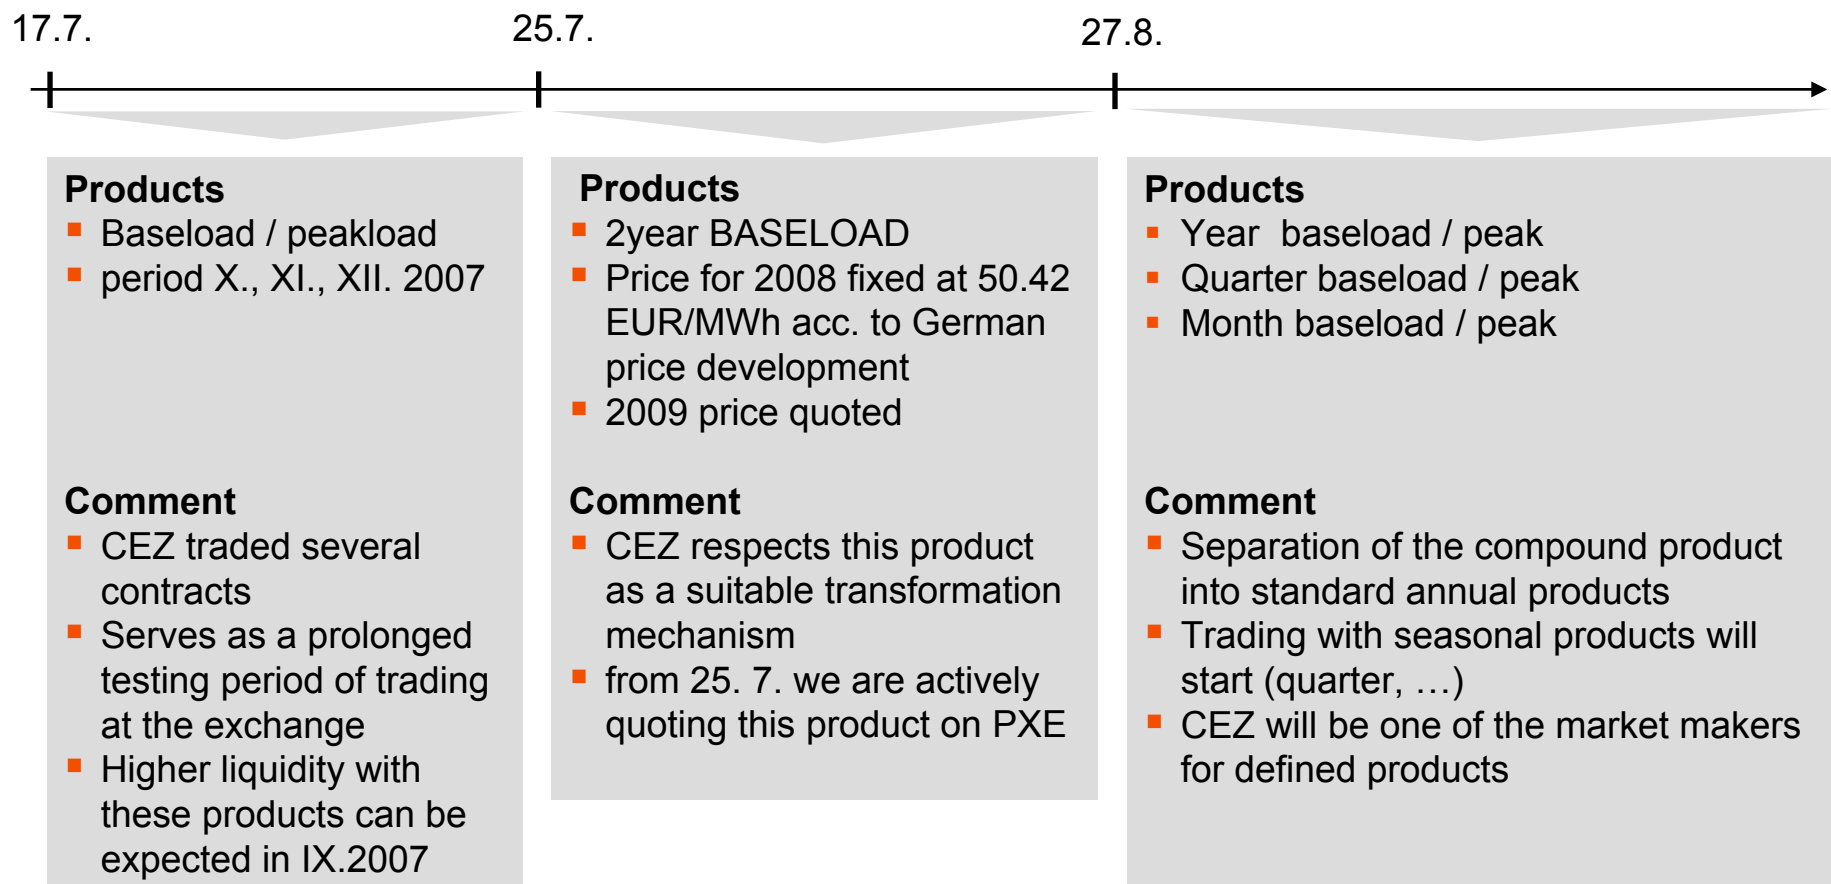 17.7.
25.7.
27.8.
Products
Baseload / peakload
period X., XI., XII. 2007
Comment
CEZ traded several
contracts
Serves as a prolonged
testing period of trading
at the exchange
Higher liquidity with
these products can be
expected in IX.2007
Products
2year BASELOAD
Price for 2008 fixed at 50.42
EUR/MWh acc. to German
price development
2009 price quoted
Comment
CEZ respects this product
as a suitable transformation
mechanism
from 25. 7. we are actively
quoting this product on PXE
Products
Year  baseload / peak
Quarter baseload / peak
Month baseload / peak
Comment
Separation of the compound product
into standard annual products
Trading with seasonal products will
start (quarter, …)
CEZ will be one of the market makers
for defined products